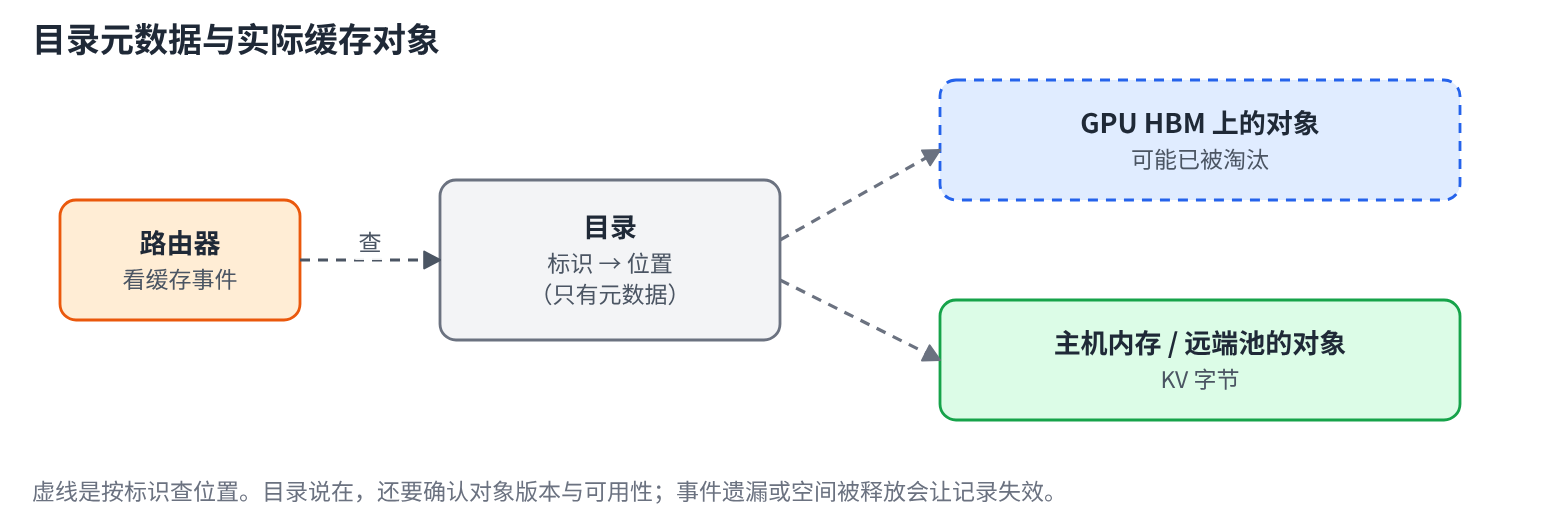 目录元数据与实际缓存对象
GPU HBM 上的对象
可能已被淘汰
路由器
看缓存事件
查
目录
标识 → 位置
（只有元数据）
主机内存 / 远端池的对象
KV 字节
虚线是按标识查位置。目录说在，还要确认对象版本与可用性；事件遗漏或空间被释放会让记录失效。